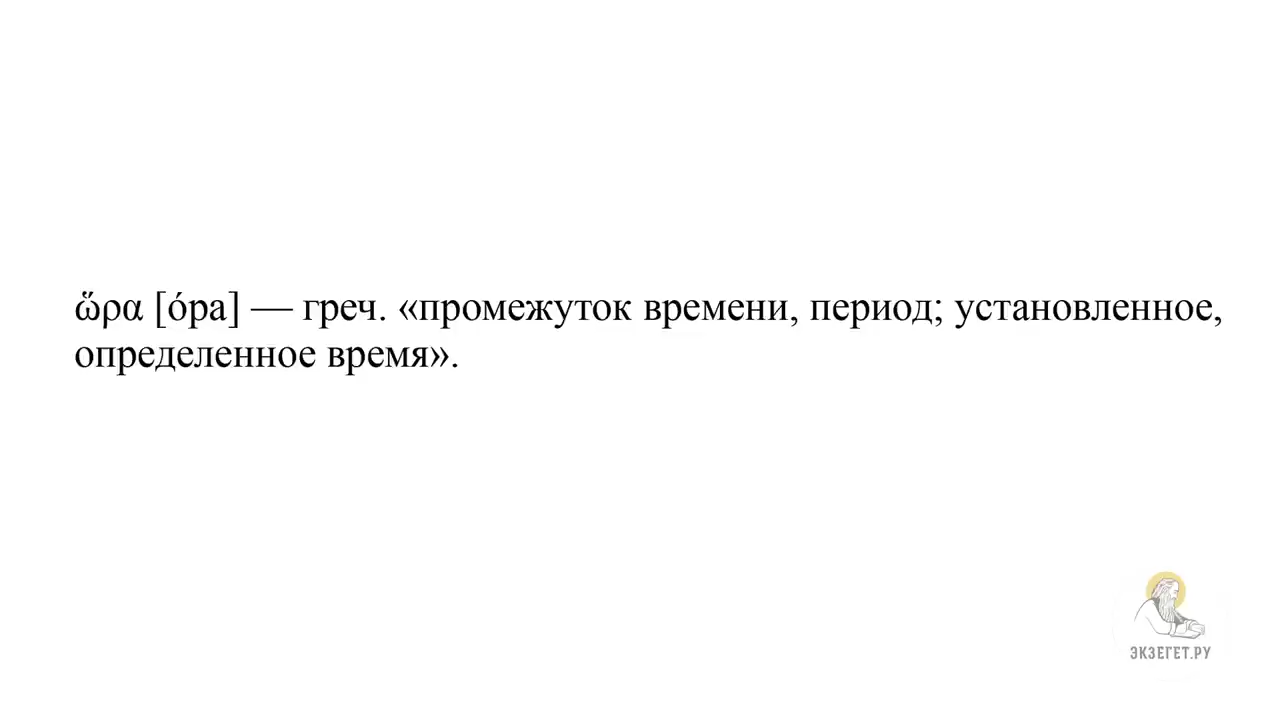 ὥρα [óра] — греч. «промежуток времени, период; установленное,
определенное время».
ЭКЗЕГЕТ.РУ